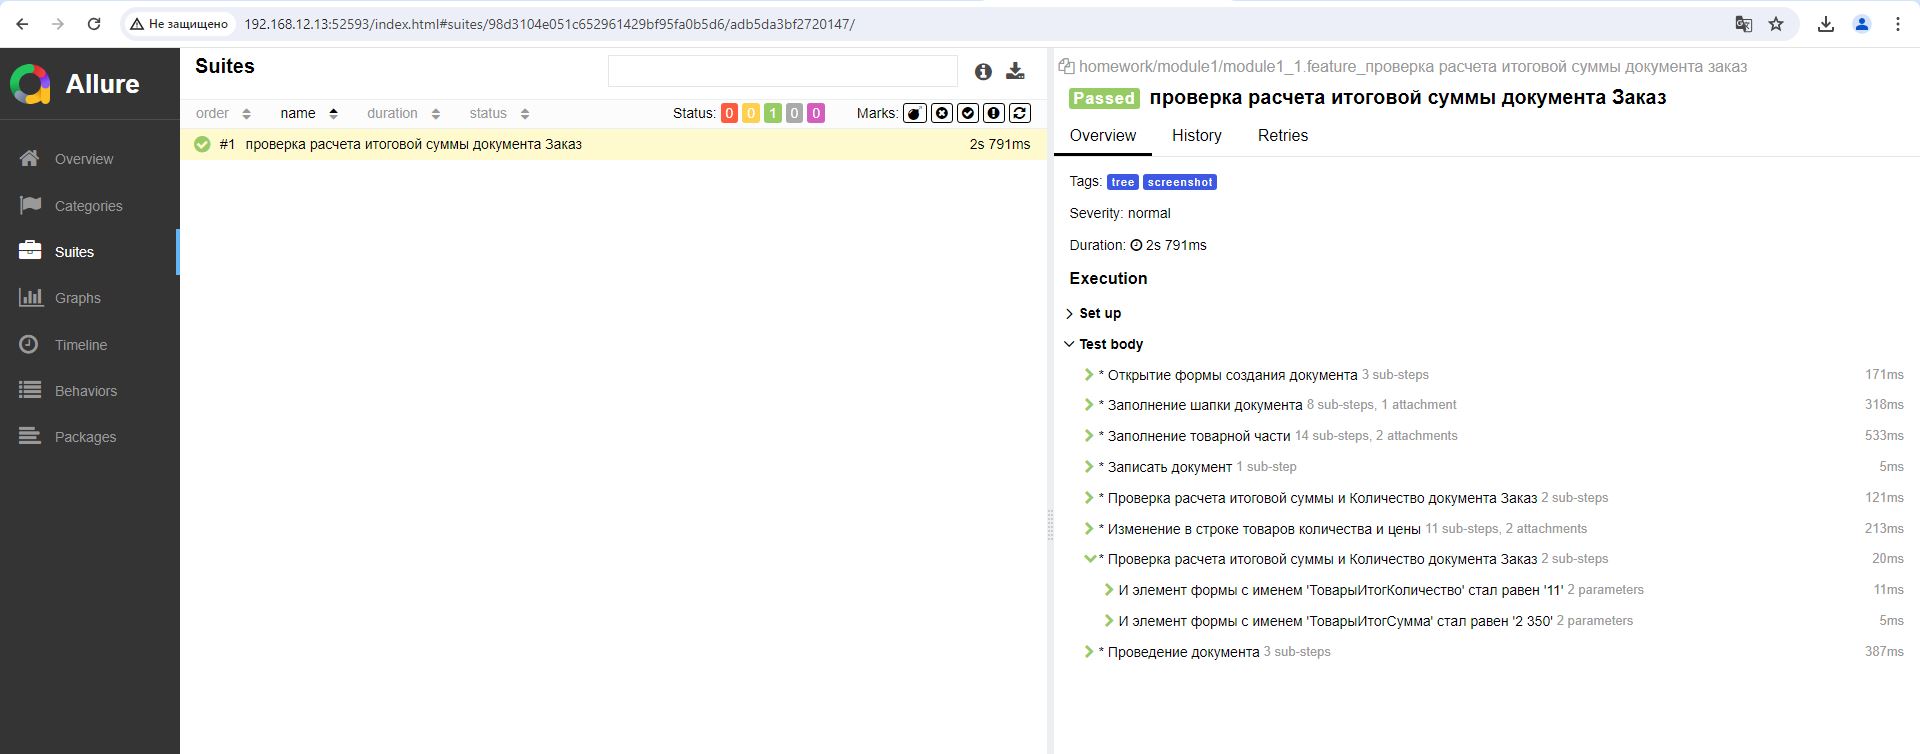 Не защищено
192.168.12.13:52593/index.html#suites/98d3104e051c652961429bf95fa0b5d6/adb5da3bf2720147/
Allure
Overview
Categories
Suites
Graphs
Timeline
Behaviors
Packages
Suites
order name duration status Status: 0 0 1 0 0 Marks:
#1 проверка расчета итоговой суммы документа Заказ 2s 791ms
homework/module1/module1_1.feature_проверка расчета итоговой суммы документа заказ
Passed проверка расчета итоговой суммы документа Заказ
Overview History Retries
Tags: tree screenshot
Severity: normal
Duration: 2s 791ms
Execution
Set up
Test body
* Открытие формы создания документа 3 sub-steps 171ms
* Заполнение шапки документа 8 sub-steps, 1 attachment 318ms
* Заполнение товарной части 14 sub-steps, 2 attachments 533ms
* Записать документ 1 sub-step 5ms
* Проверка расчета итоговой суммы и Количество документа Заказ 2 sub-steps 121ms
* Изменение в строке товаров количества и цены 11 sub-steps, 2 attachments 213ms
* Проверка расчета итоговой суммы и Количество документа Заказ 2 sub-steps 20ms
И элемент формы с именем 'ТоварыИтогКоличество' стал равен '11' 2 parameters 11ms
И элемент формы с именем 'ТоварыИтогСумма' стал равен '2 350' 2 parameters 5ms
* Проведение документа 3 sub-steps 387ms